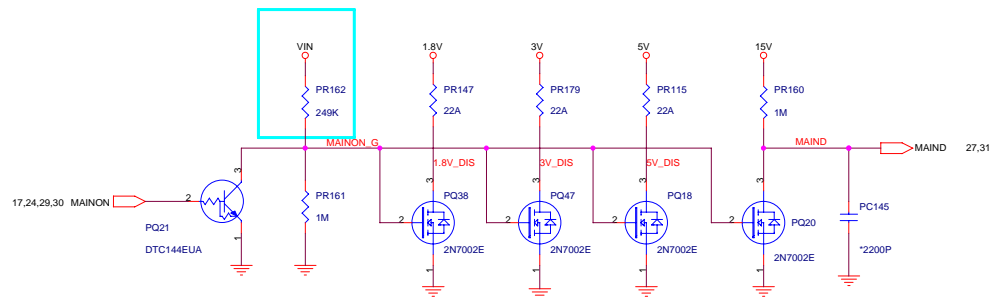 VIN 1.8V 3V 5V 15V
PR162 PR147 PR179 PR115 PR160
249K 22A 22A 22A 1M
MAINON_G MAIND MAIND 27,31
1.8V_DIS 3V_DIS 5V_DIS
3 3 3 3 3
PR161 PQ38 PQ47 PQ18
17,24,29,30 MAINON 2 1M 2 2 2 2 PQ20 PC145
PQ21
DTC144EUA 2N7002E 2N7002E 2N7002E 2N7002E *2200P
1 1 1 1 1